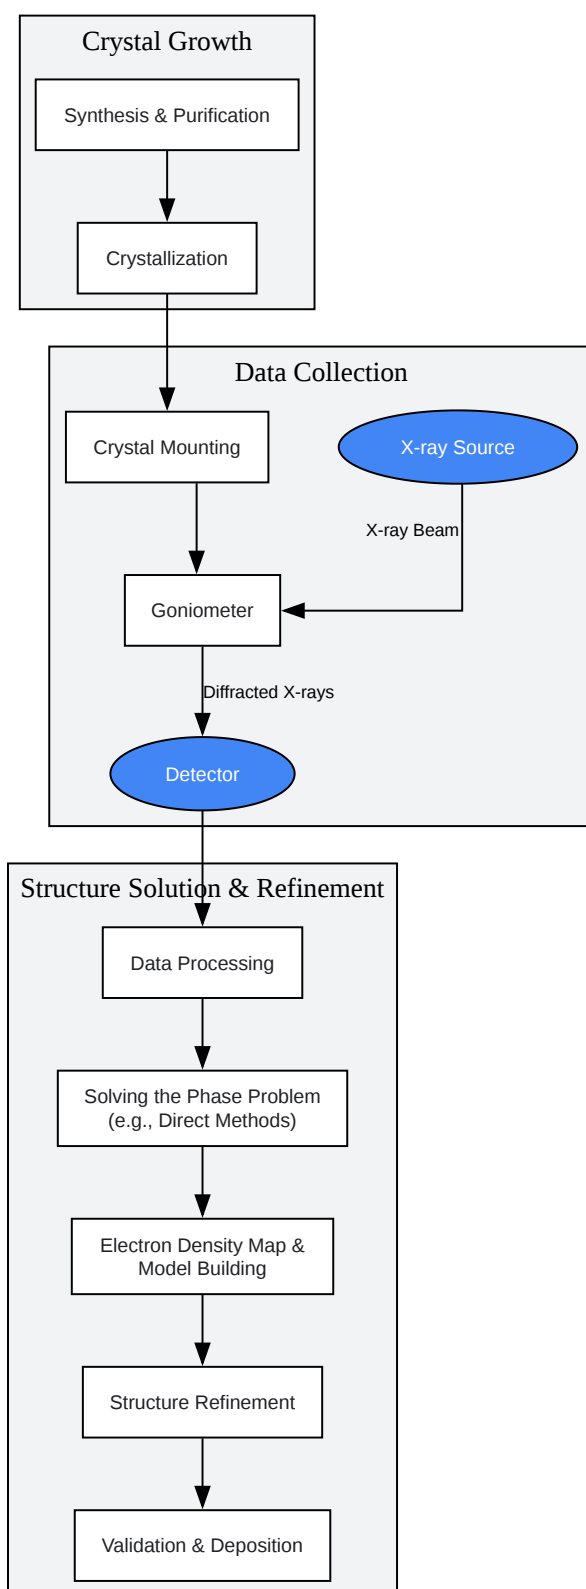 Crystal Growth
Synthesis & Purification
Crystallization
Data Collection
Crystal Mounting
X-ray Source
X-ray Beam
Goniometer
Diffracted X-rays
Detector
Structure Solution & Refinement
Data Processing
Solving the Phase Problem
(e.g., Direct Methods)
Electron Density Map &
Model Building
Structure Refinement
Validation & Deposition